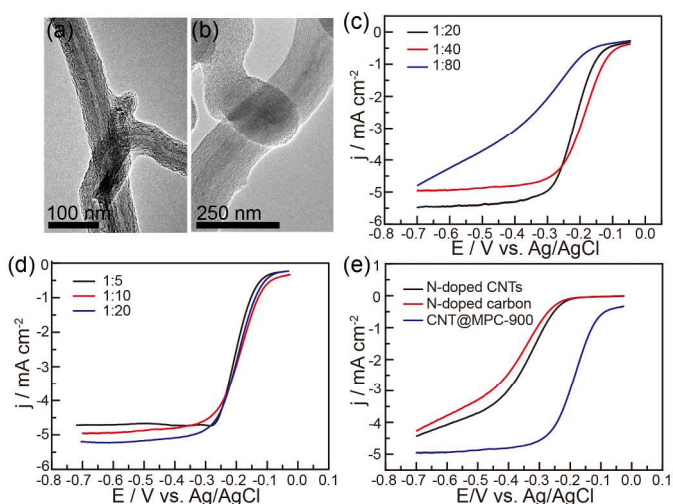 (a)
100 nm
(b)
250 nm
(c)
1:20
1:40
1:80
j / mA cm-2
0
-1
-2
-3
-4
-5
-6
-0.8 -0.7 -0.6 -0.5 -0.4 -0.3 -0.2 -0.1 0.0
E / V vs. Ag/AgCl
(d)
1:5
1:10
1:20
j / mA cm-2
0
-1
-2
-3
-4
-5
-6
-0.8 -0.7 -0.6 -0.5 -0.4 -0.3 -0.2 -0.1 0.0
E / V vs. Ag/AgCl
(e)
N-doped CNTs
N-doped carbon
CNT@MPC-900
j / mA cm-2
1
0
-1
-2
-3
-4
-5
-0.7 -0.6 -0.5 -0.4 -0.3 -0.2 -0.1 0.0
E/V vs. Ag/AgCl